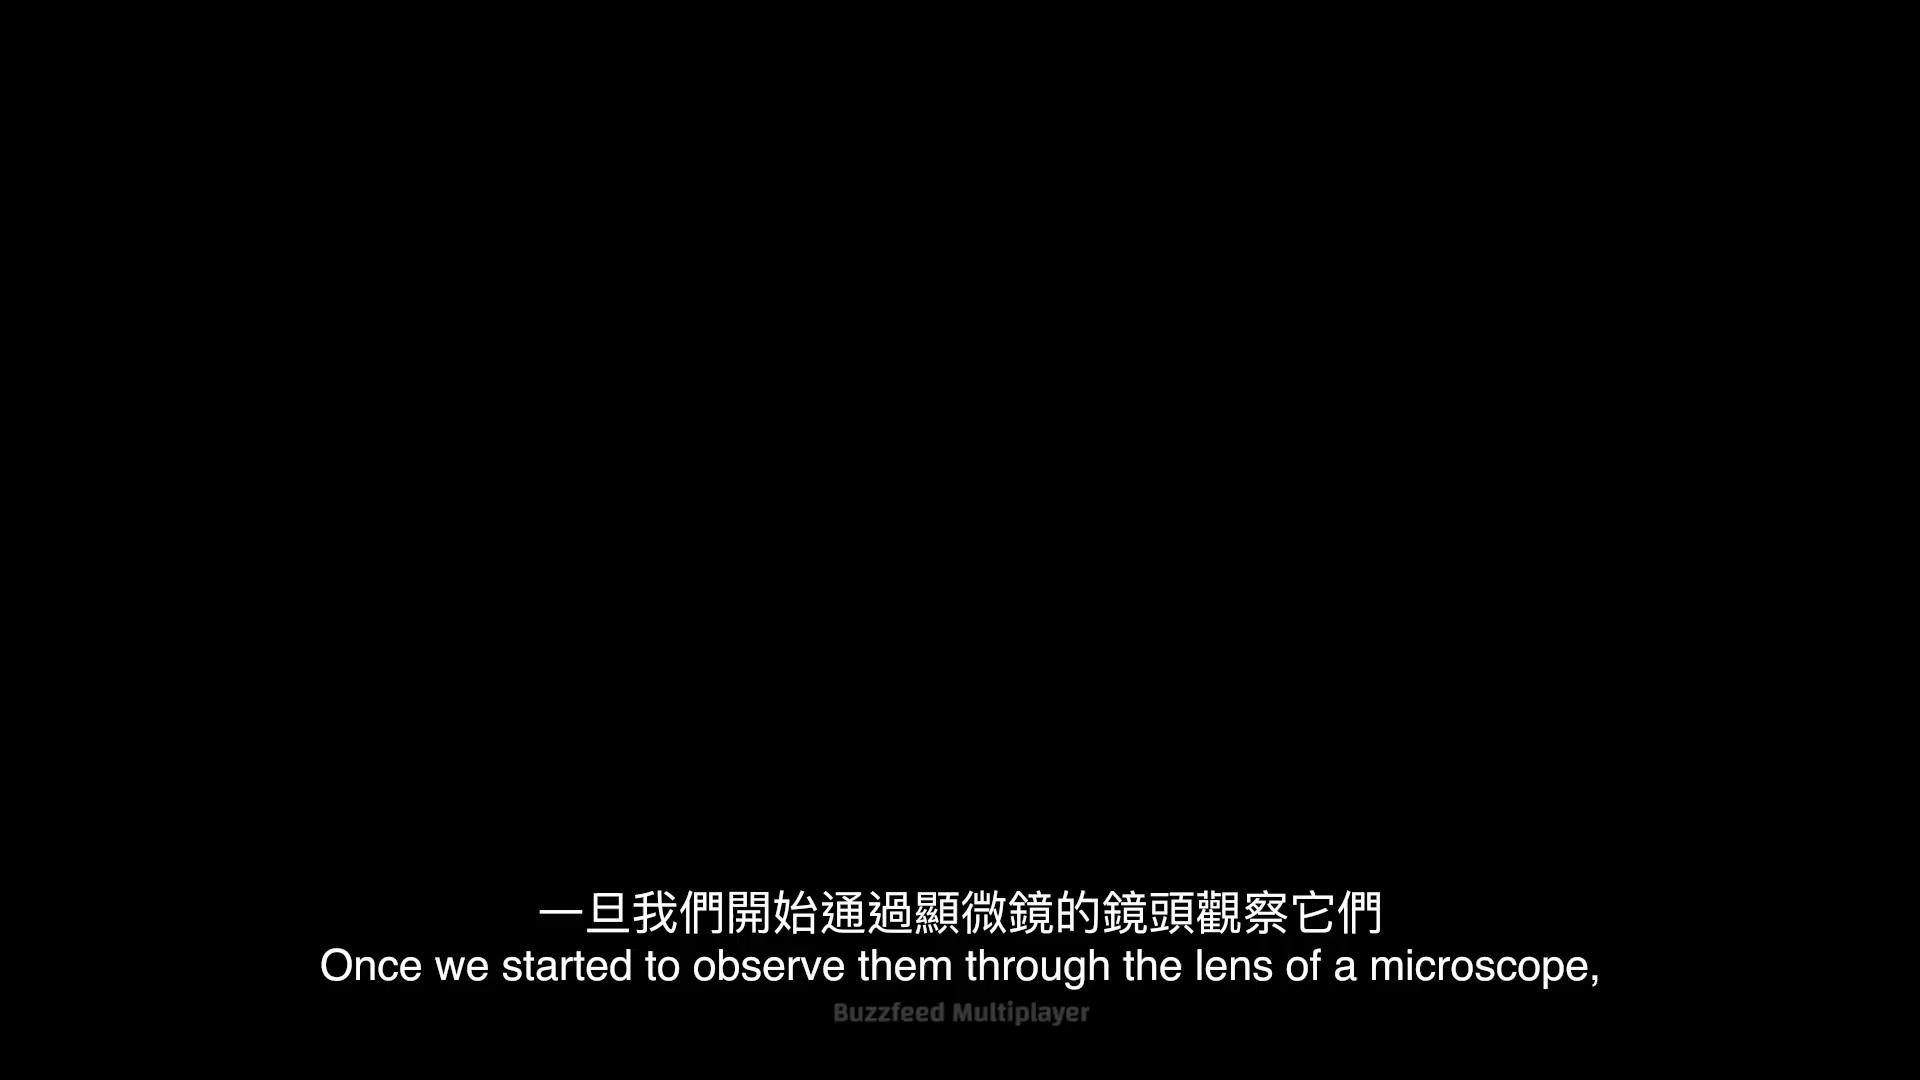 一旦我們開始通過顯微鏡的鏡頭觀察它們
Once we started to observe them through the lens of a microscope,
Buzzfeed Multiplayer